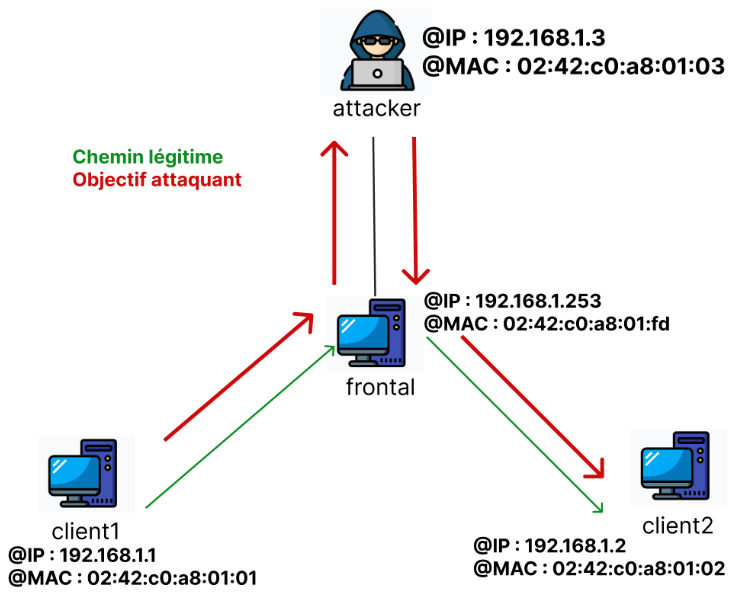 @IP : 192.168.1.3
@MAC : 02:42:c0:a8:01:03
attacker
Chemin légitime
Objectif attaquant
@IP : 192.168.1.253
@MAC : 02:42:c0:a8:01:fd
frontal
client1
@IP : 192.168.1.1
@MAC : 02:42:c0:a8:01:01
client2
@IP : 192.168.1.2
@MAC : 02:42:c0:a8:01:02